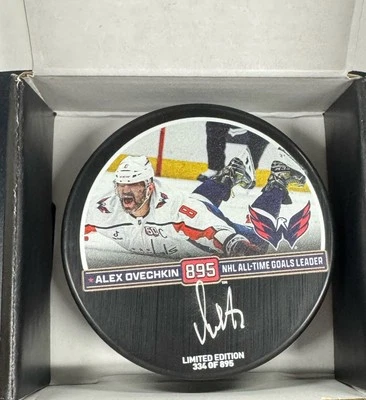 ALEX OVECHKIN 895 NHL ALL-TIME GOALS LEADER
LIMITED EDITION
334 OF 895